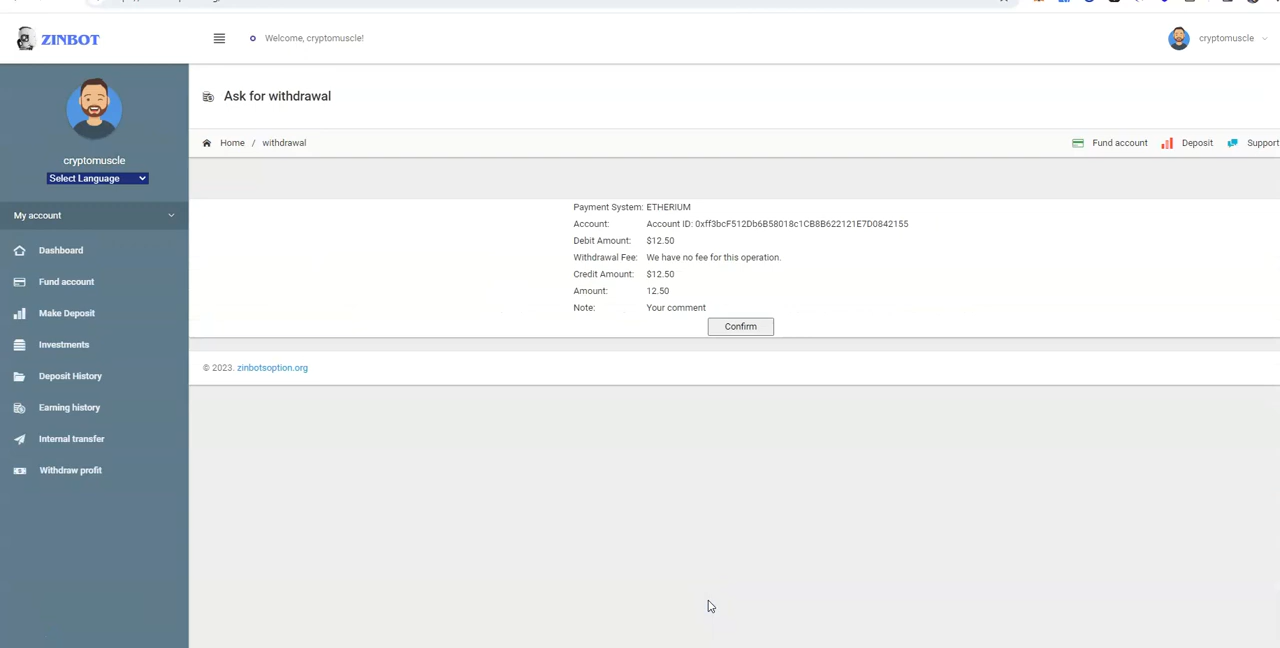 ZINBOT
Welcome, cryptomuscle!
cryptomuscle
cryptomuscle
Select Language
My account
Dashboard
Fund account
Make Deposit
Investments
Deposit History
Earning history
Internal transfer
Withdraw profit
Ask for withdrawal
Home / withdrawal
Fund account Deposit Support
Payment System: ETHERIUM
Account: Account ID: 0xff3bcF512Db6B58018c1CB8B622121E7D0842155
Debit Amount: $12.50
Withdrawal Fee: We have no fee for this operation.
Credit Amount: $12.50
Amount: 12.50
Note: Your comment
Confirm
© 2023. zinbotsoption.org